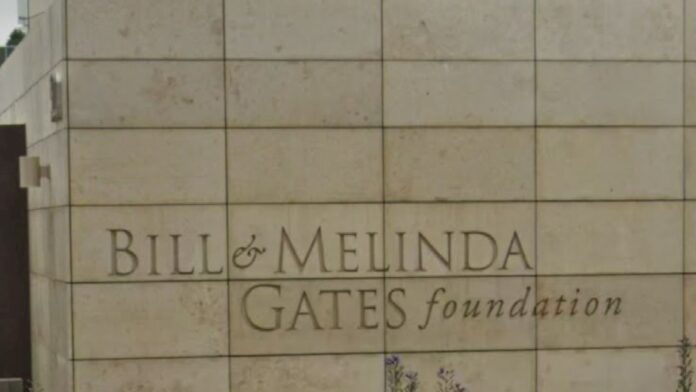 BILL & MELINDA
GATES foundation